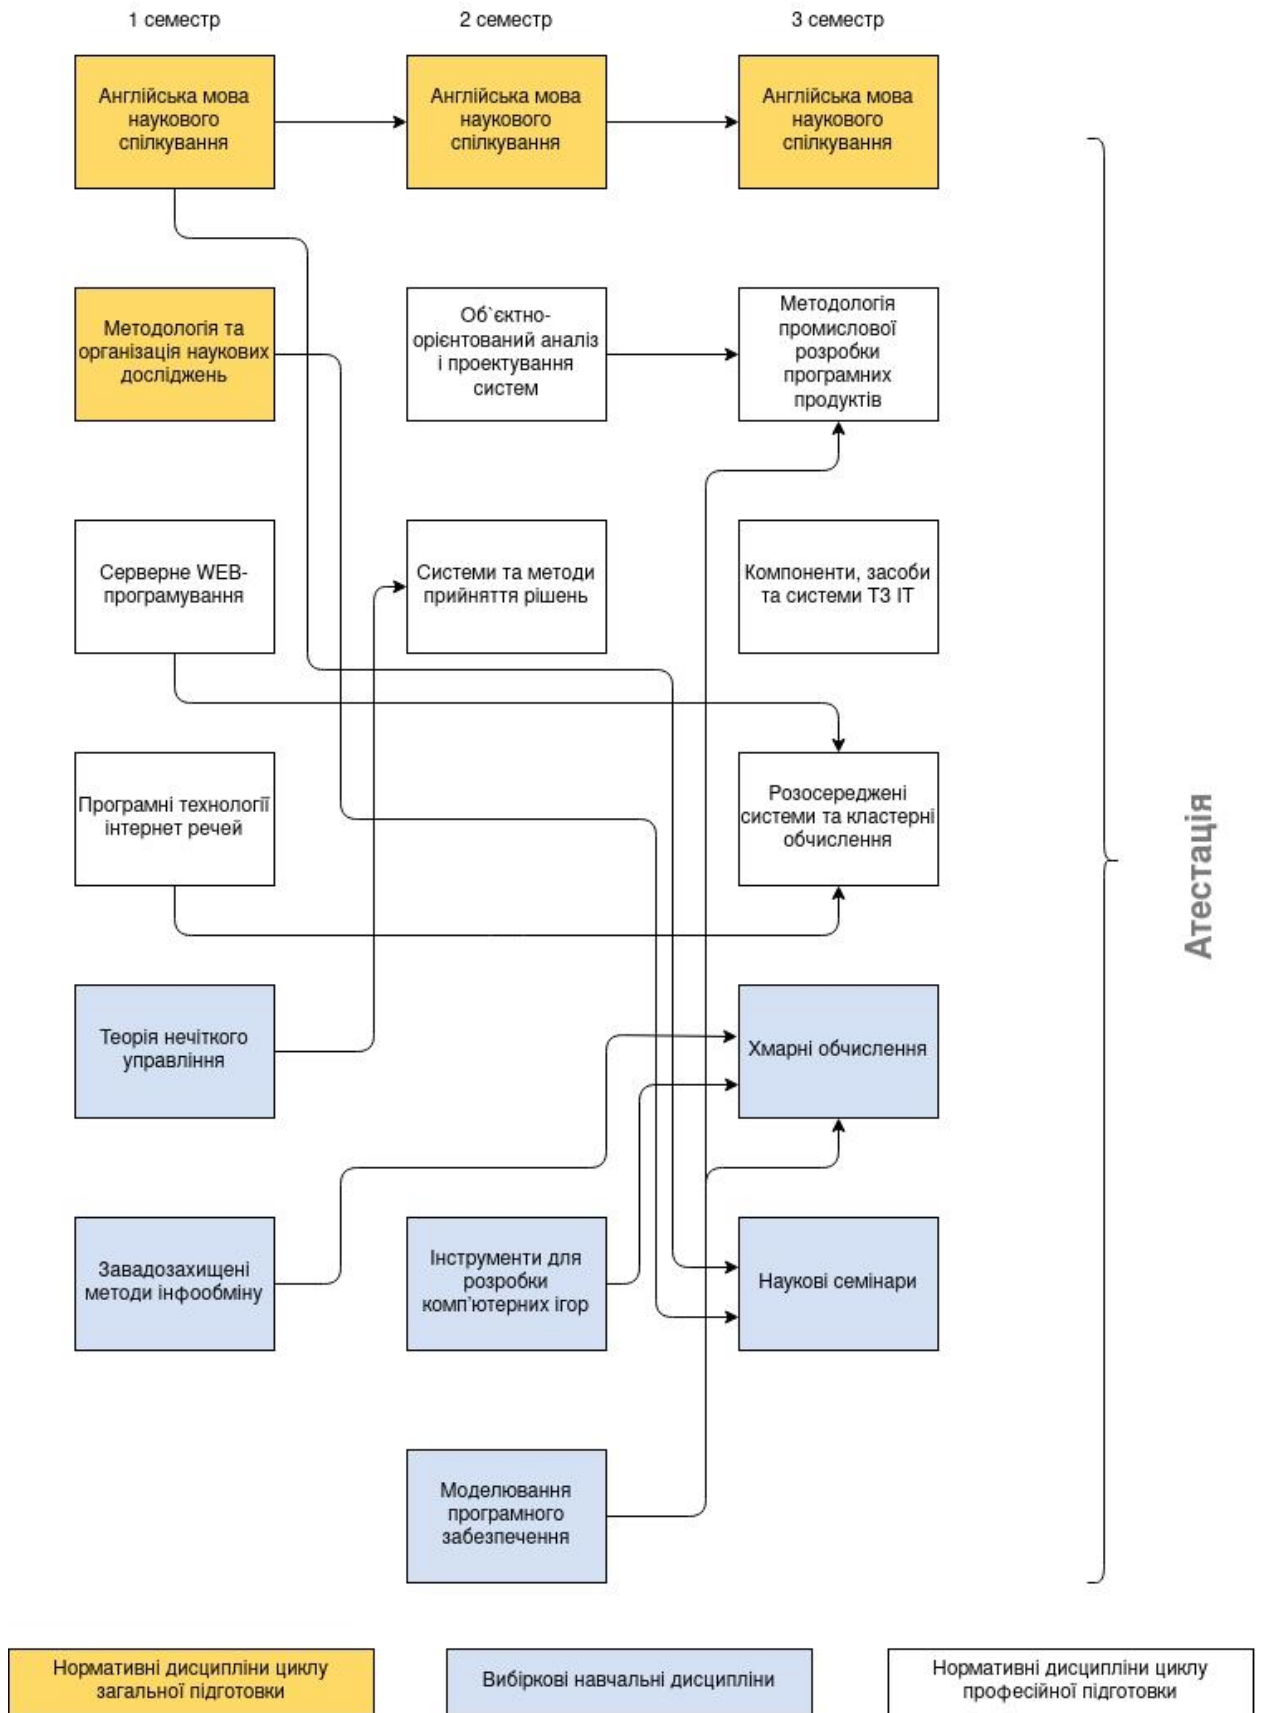 1 семестр
2 семестр
3 семестр
Англійська мова
наукового
спілкування
Англійська мова
наукового
спілкування
Англійська мова
наукового
спілкування
Методологія та
організація наукових
досліджень
Об`єктно-
орієнтований аналіз
і проектування
систем
Методологія
промислової
розробки
програмних
продуктів
Серверне WEB-
програмування
Системи та методи
прийняття рішень
Компоненти, засоби
та системи ТЗ ІТ
Програмні технології
інтернет речей
Розосереджені
системи та кластерні
обчислення
Атестація
Теорія нечіткого
управління
Хмарні обчислення
Завадозахищені
методи інфообміну
Інструменти для
розробки
комп'ютерних ігор
Наукові семінари
Моделювання
програмного
забезпечення
Нормативні дисципліни циклу
загальної підготовки
Вибіркові навчальні дисципліни
Нормативні дисципліни циклу
професійної підготовки